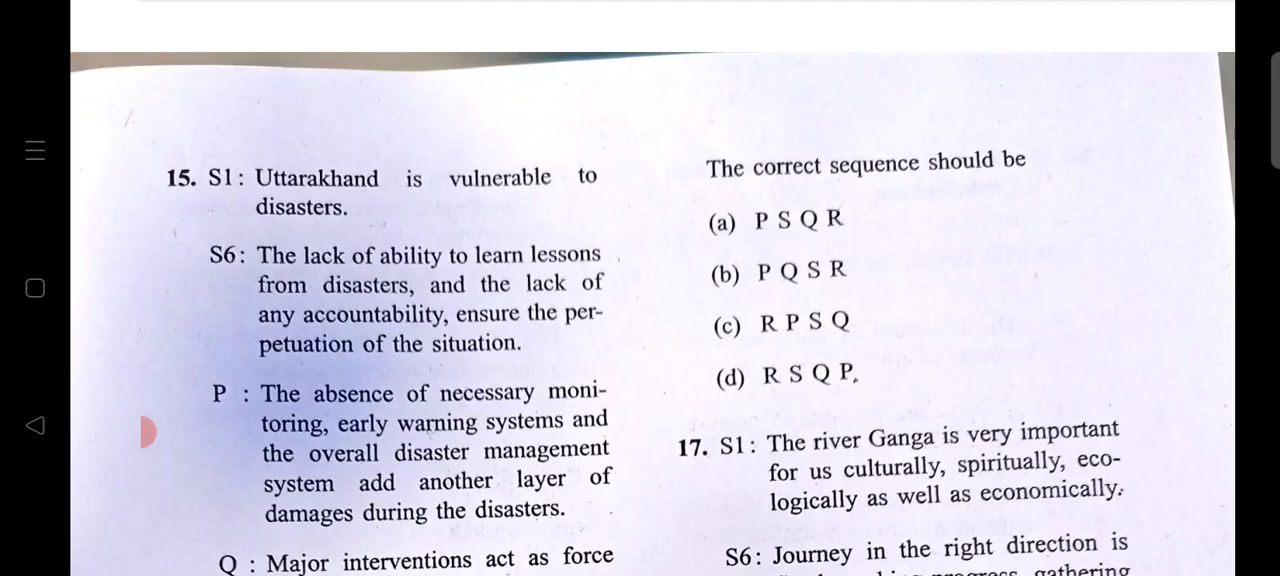 15. S1: Uttarakhand is vulnerable to
disasters.
S6: The lack of ability to learn lessons
from disasters, and the lack of
any accountability, ensure the per-
petuation of the situation.
P : The absence of necessary moni-
toring, early warning systems and
the overall disaster management
system add another layer of
damages during the disasters.
Q : Major interventions act as force
The correct sequence should be
(a) P S Q R
(b) P Q S R
(c) R P S Q
(d) R S Q P.
17. S1: The river Ganga is very important
for us culturally, spiritually, eco-
logically as well as economically.
S6: Journey in the right direction is
gathering